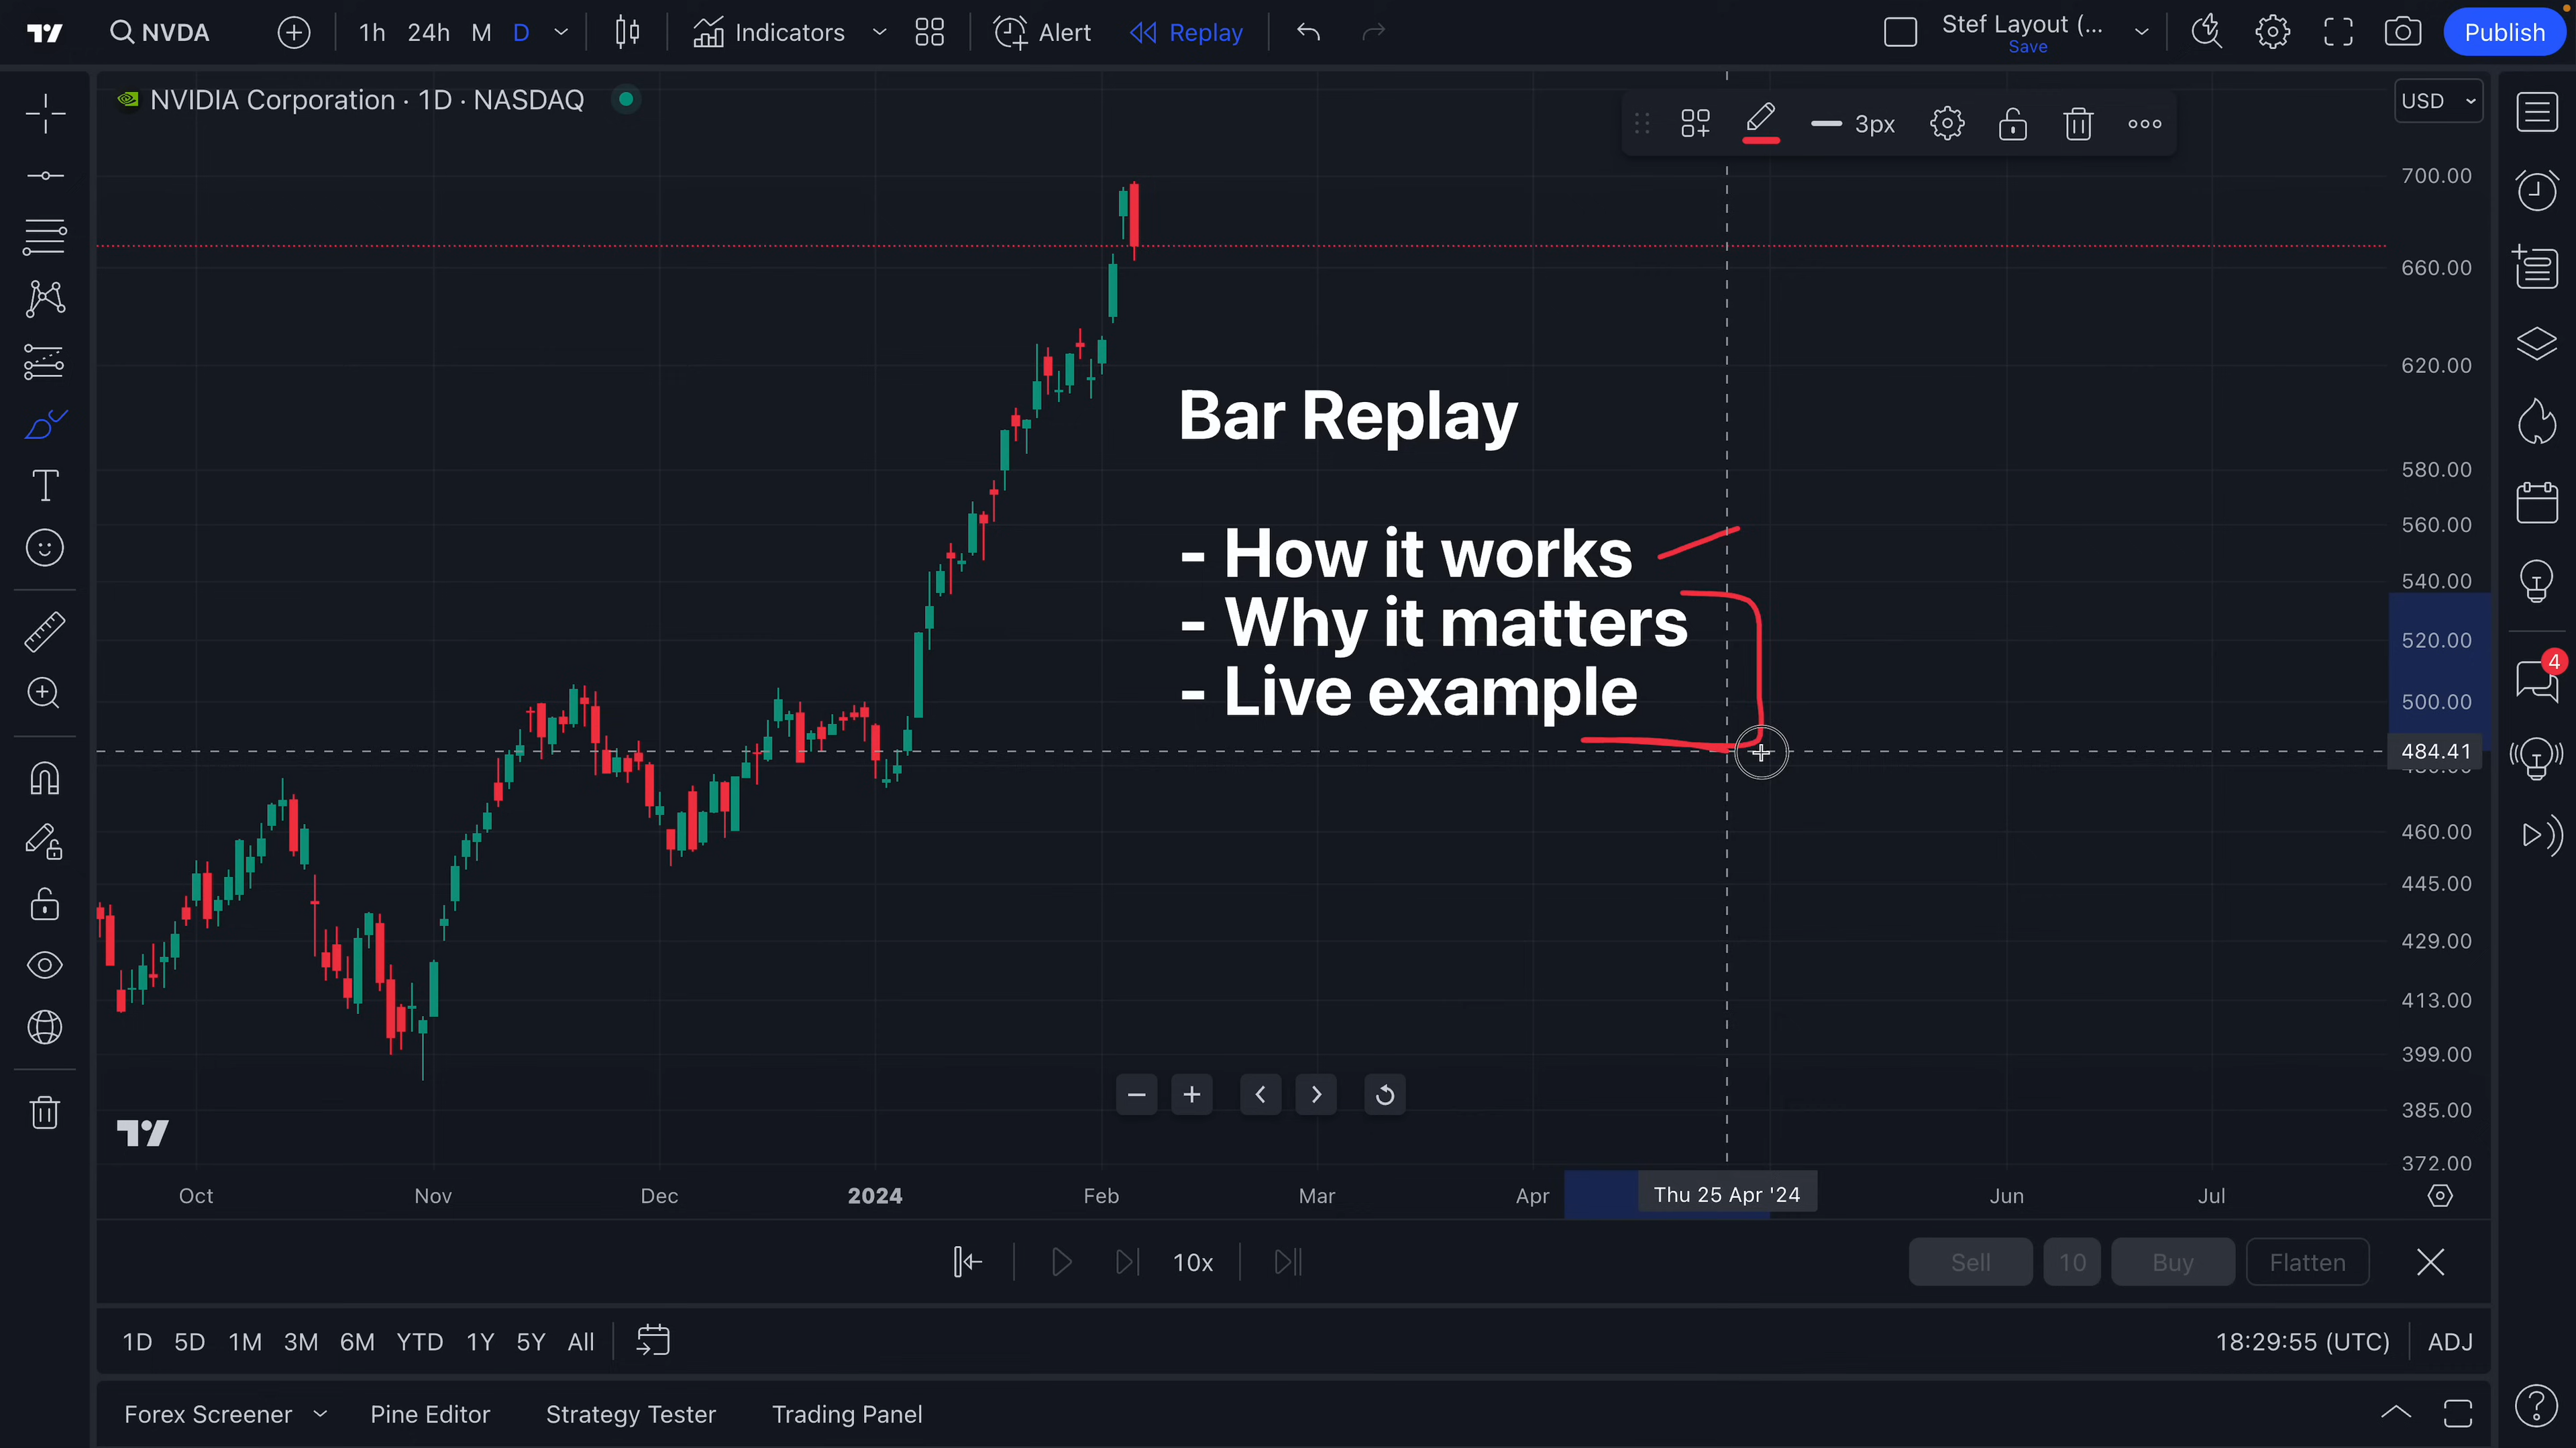 NVDA
1h 24h M D
Indicators
Alert
Replay
Stef Layout (...
Save
Publish
NVIDIA Corporation · 1D · NASDAQ
3px
USD
700.00
660.00
620.00
580.00
560.00
540.00
520.00
500.00
484.41
460.00
445.00
429.00
413.00
399.00
385.00
372.00
4
Bar Replay
- How it works
- Why it matters
- Live example
Oct Nov Dec 2024 Feb Mar Apr Thu 25 Apr '24 Jun Jul
10x
Sell 10 Buy Flatten
1D 5D 1M 3M 6M YTD 1Y 5Y All
18:29:55 (UTC) ADJ
Forex Screener Pine Editor Strategy Tester Trading Panel